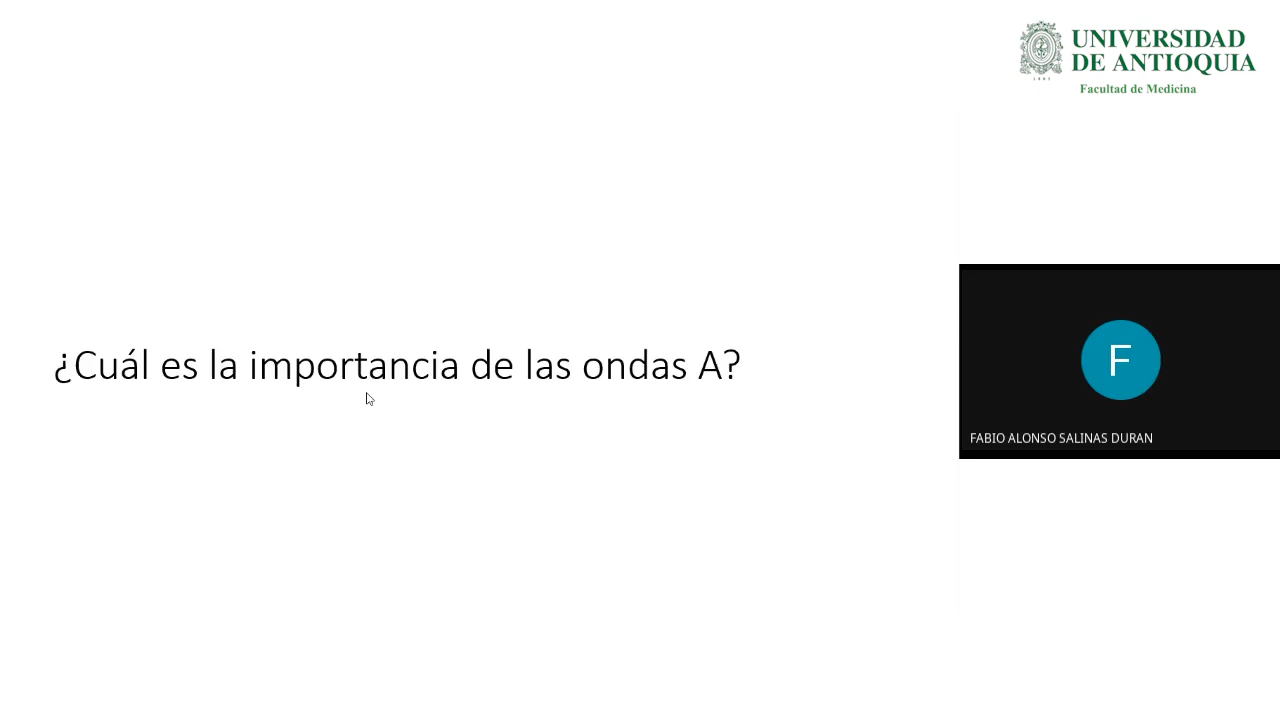 UNIVERSIDAD
DE ANTIOQUIA
Facultad de Medicina
¿Cuál es la importancia de las ondas A?
F
FABIO ALONSO SALINAS DURAN